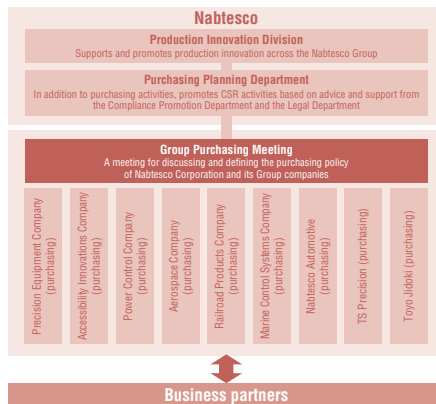 Nabtesco
Production Innovation Division
Supports and promotes production innovation across the Nabtesco Group
Purchasing Planning Department
In addition to purchasing activities, promotes CSR activities based on advice and support from
the Compliance Promotion Department and the Legal Department
Group Purchasing Meeting
A meeting for discussing and defining the purchasing policy
of Nabtesco Corporation and its Group companies
Precision Equipment Company
(purchasing)
Accessibility Innovations Company
(purchasing)
Power Control Company
(purchasing)
Aerospace Company
(purchasing)
Railroad Products Company
(purchasing)
Marine Control Systems Company
(purchasing)
Nabtesco Automotive
(purchasing)
TS Precision (purchasing)
Toyo Jidoki (purchasing)
Business partners